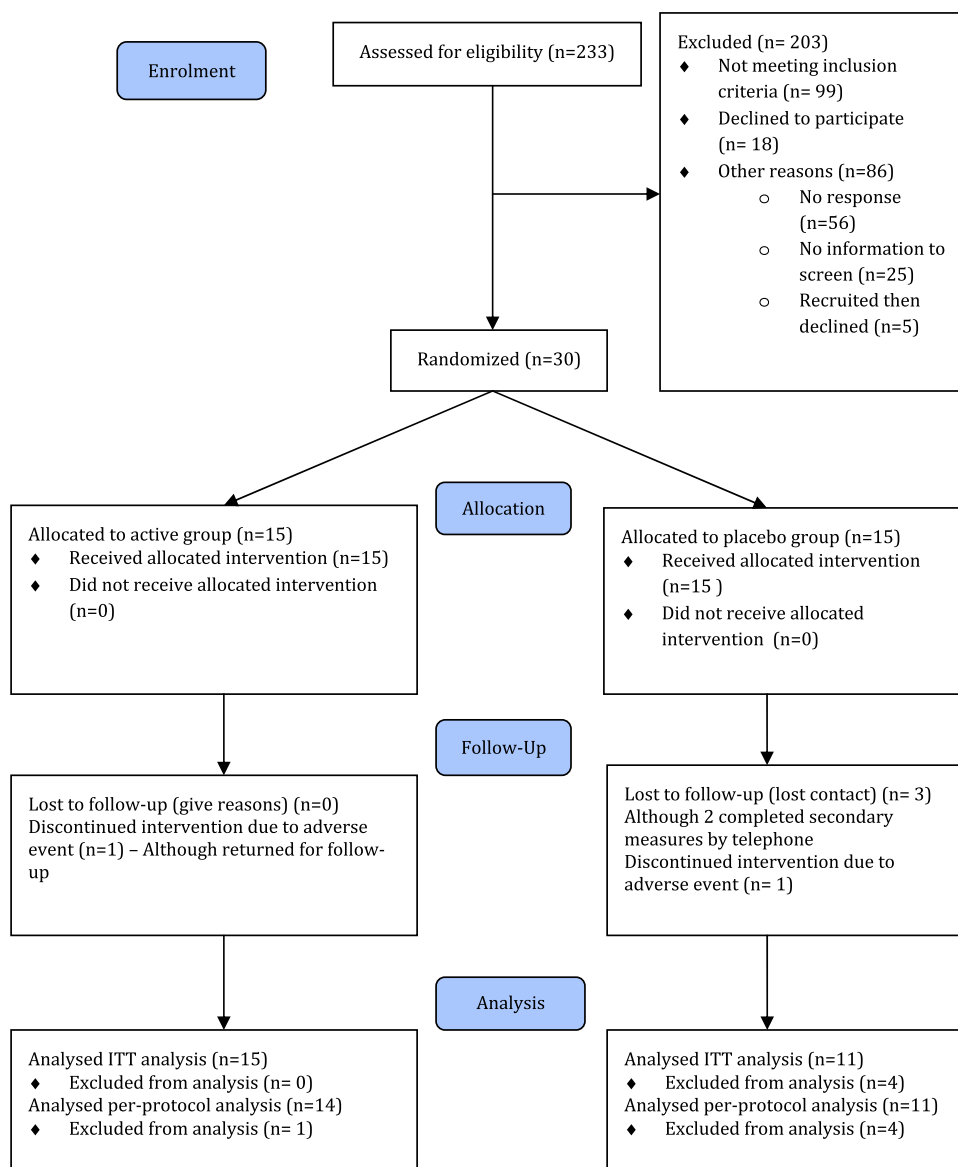 Enrolment
Assessed for eligibility (n=233)
Excluded (n= 203)
♦ Not meeting inclusion
criteria (n= 99)
♦ Declined to participate
(n= 18)
♦ Other reasons (n=86)
o No response
(n=56)
o No information to
screen (n=25)
o Recruited then
declined (n=5)
Randomized (n=30)
Allocation
Allocated to active group (n=15)
♦ Received allocated intervention (n=15)
♦ Did not receive allocated intervention
(n=0)
Allocated to placebo group (n=15)
♦ Received allocated intervention
(n=15 )
♦ Did not receive allocated
intervention (n=0)
Follow-Up
Lost to follow-up (give reasons) (n=0)
Discontinued intervention due to adverse
event (n=1) – Although returned for follow-
up
Lost to follow-up (lost contact) (n= 3)
Although 2 completed secondary
measures by telephone
Discontinued intervention due to
adverse event (n= 1)
Analysis
Analysed ITT analysis (n=15)
♦ Excluded from analysis (n= 0)
Analysed per-protocol analysis (n=14)
♦ Excluded from analysis (n= 1)
Analysed ITT analysis (n=11)
♦ Excluded from analysis (n=4)
Analysed per-protocol analysis (n=11)
♦ Excluded from analysis (n=4)